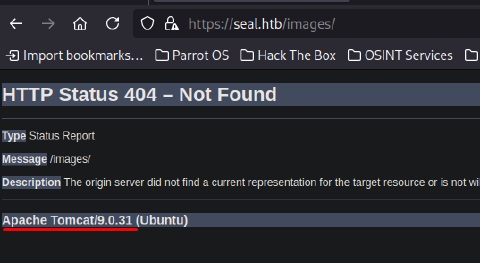 https://seal.htb/images/
Import bookmarks... Parrot OS Hack The Box OSINT Services
HTTP Status 404 – Not Found
Type Status Report
Message /images/
Description The origin server did not find a current representation for the target resource or is not wil
Apache Tomcat/9.0.31 (Ubuntu)